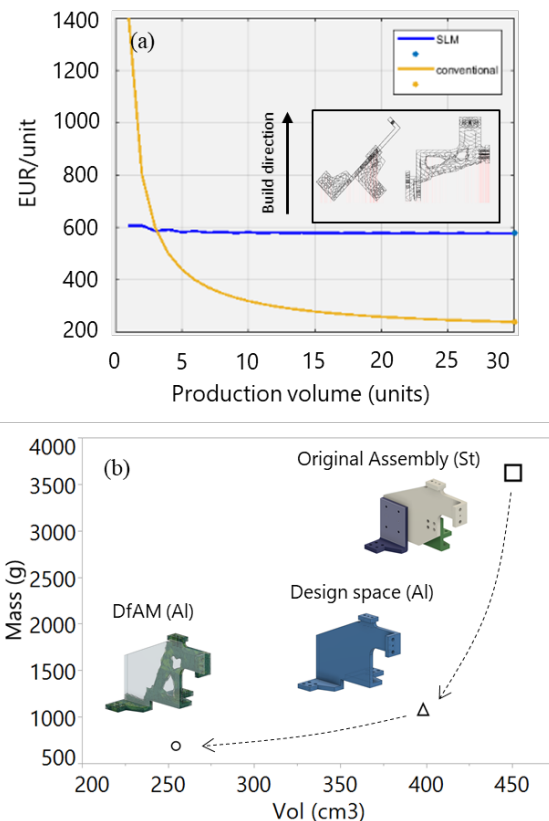 1400
(a)
SLM
conventional
1200
1000
800
600
400
200
EUR/unit
Build direction
0 5 10 15 20 25 30
Production volume (units)
4000
(b)
Original Assembly (St)
3500
3000
2500
Design space (Al)
DfAM (Al)
2000
1500
1000
500
Mass (g)
200 250 300 350 400 450
Vol (cm3)